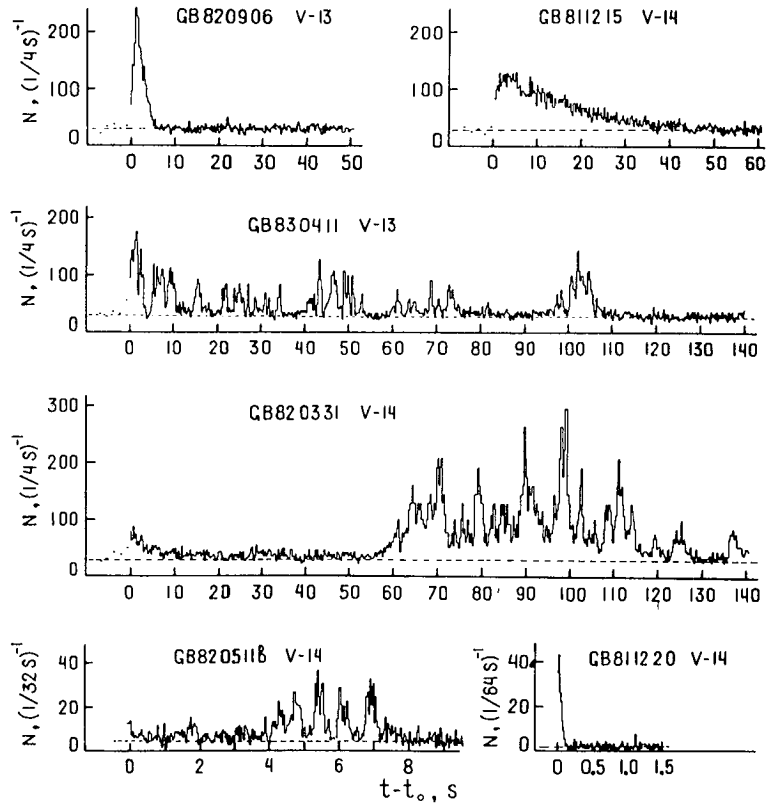 GB820906 V-13
N, (1/4S)⁻¹
200
100
0
0 10 20 30 40 50
GB811215 V-14
100
0
0 10 20 30 40 50 60
GB830411 V-13
N, (1/4S)⁻¹
200
100
0
0 10 20 30 40 50 60 70 80 90 100 110 120 130 140
GB820331 V-14
N, (1/4S)⁻¹
300
200
100
0
0 10 20 30 40 50 60 70 80 90 100 110 120 130 140
GB820511B V-14
N, (1/32S)⁻¹
40
20
0
0 2 4 6 8
t-t₀, S
GB811220 V-14
N, (1/64S)⁻¹
40
20
0
0 0.5 1.0 1.5